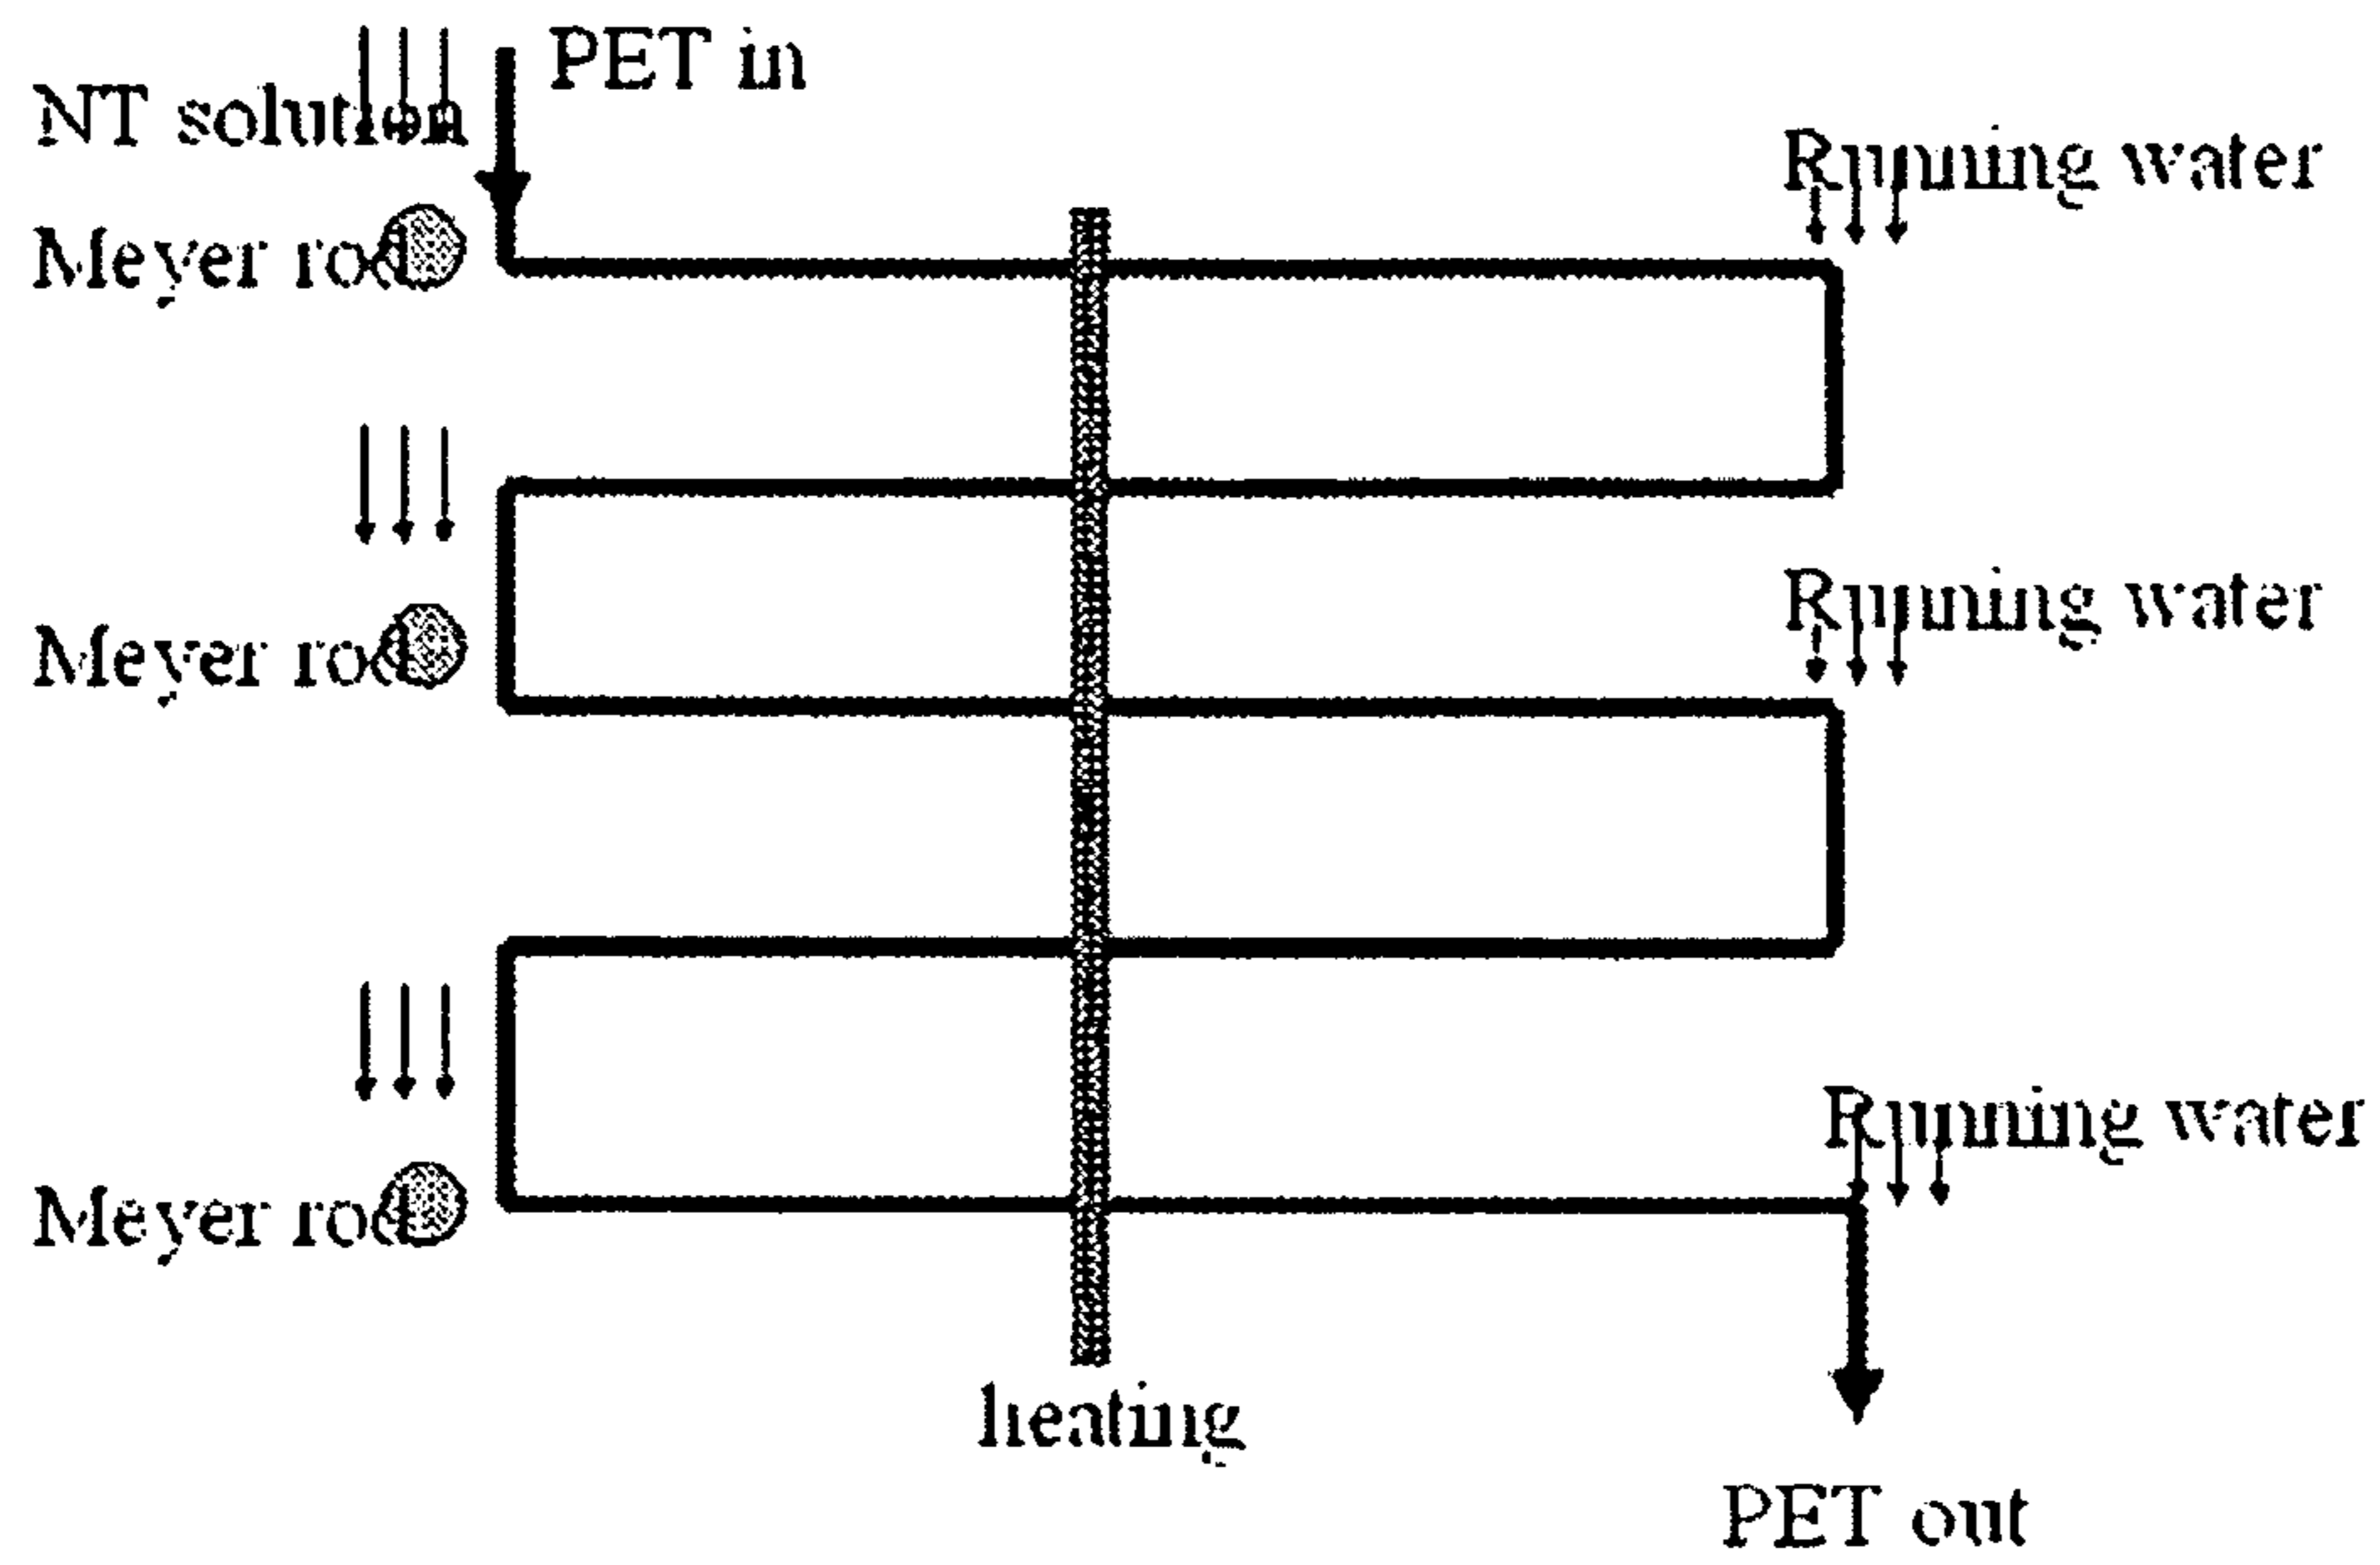 PET in
NT solution
Running water
Meyer rod
Running water
Meyer rod
Running water
Meyer rod
heating
PET out